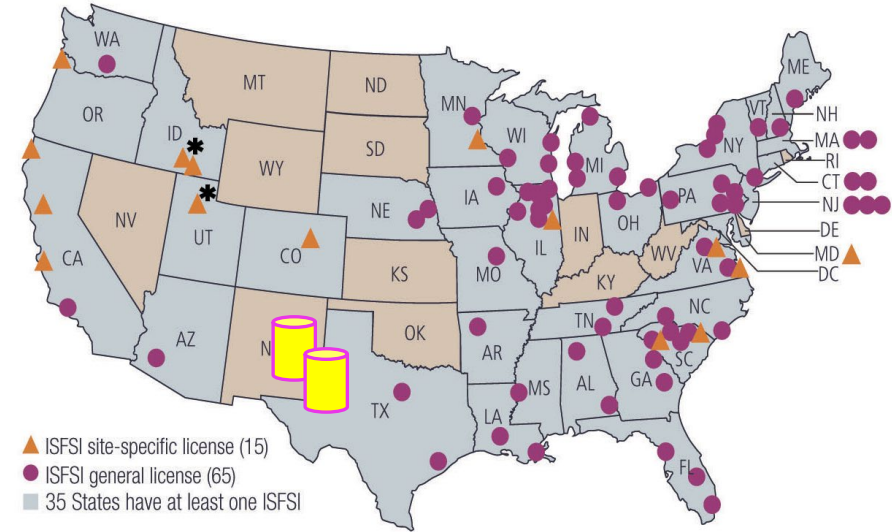 WA
MT
ND
MN
ME
VT
NH
OR
ID
*
SD
WI
MI
NY
MA
RI
WY
CT
IA
PA
NJ
NV
NE
*
UT
CO
IL
IN
OH
WV
DE
MD
DC
CA
KS
MO
KY
VA
AZ
N
OK
AR
TN
NC
SC
TX
LA
MS
AL
GA
FL
ISFSI site-specific license (15)
ISFSI general license (65)
35 States have at least one ISFSI